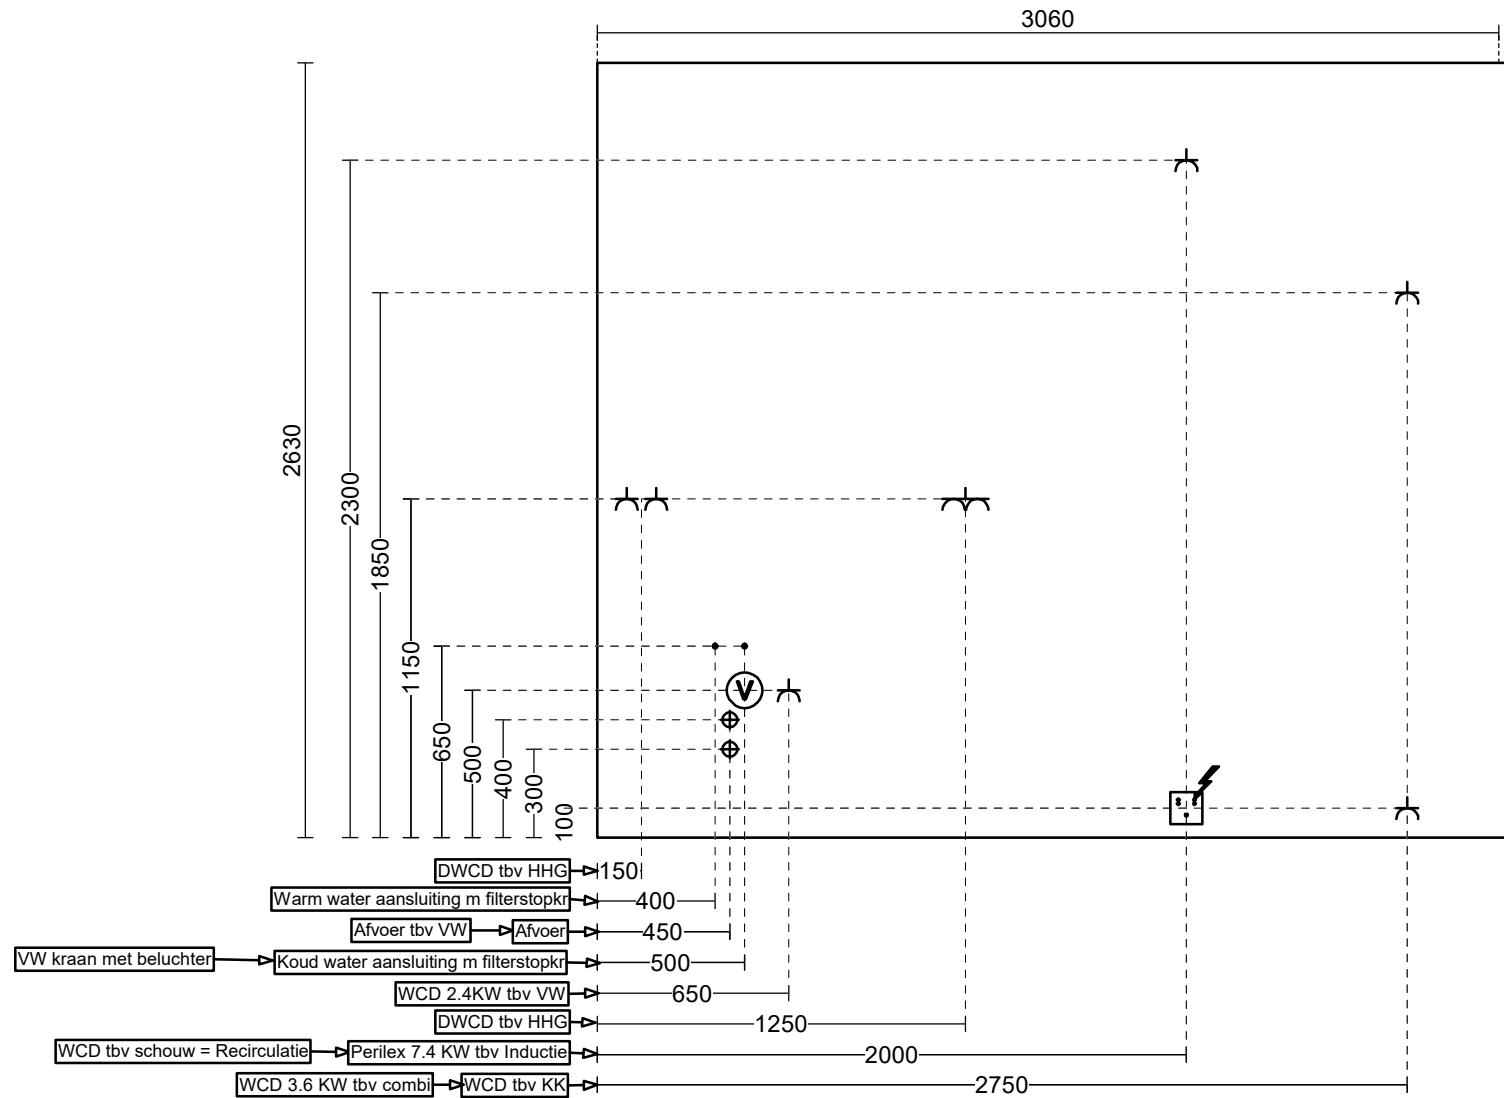 3060
2630
2300
1850
1150
650
500
400
300
100
V
DWCD tbv HHG 150
Warm water aansluiting m filterstopkr 400
Afvoer tbv VW Afvoer 450
VW kraan met beluchter Koud water aansluiting m filterstopkr 500
WCD 2.4KW tbv VW 650
DWCD tbv HHG 1250
WCD tbv schouw = Recirculatie Perilex 7.4 KW tbv Inductie 2000
WCD 3.6 KW tbv combi WCD tbv KK 2750